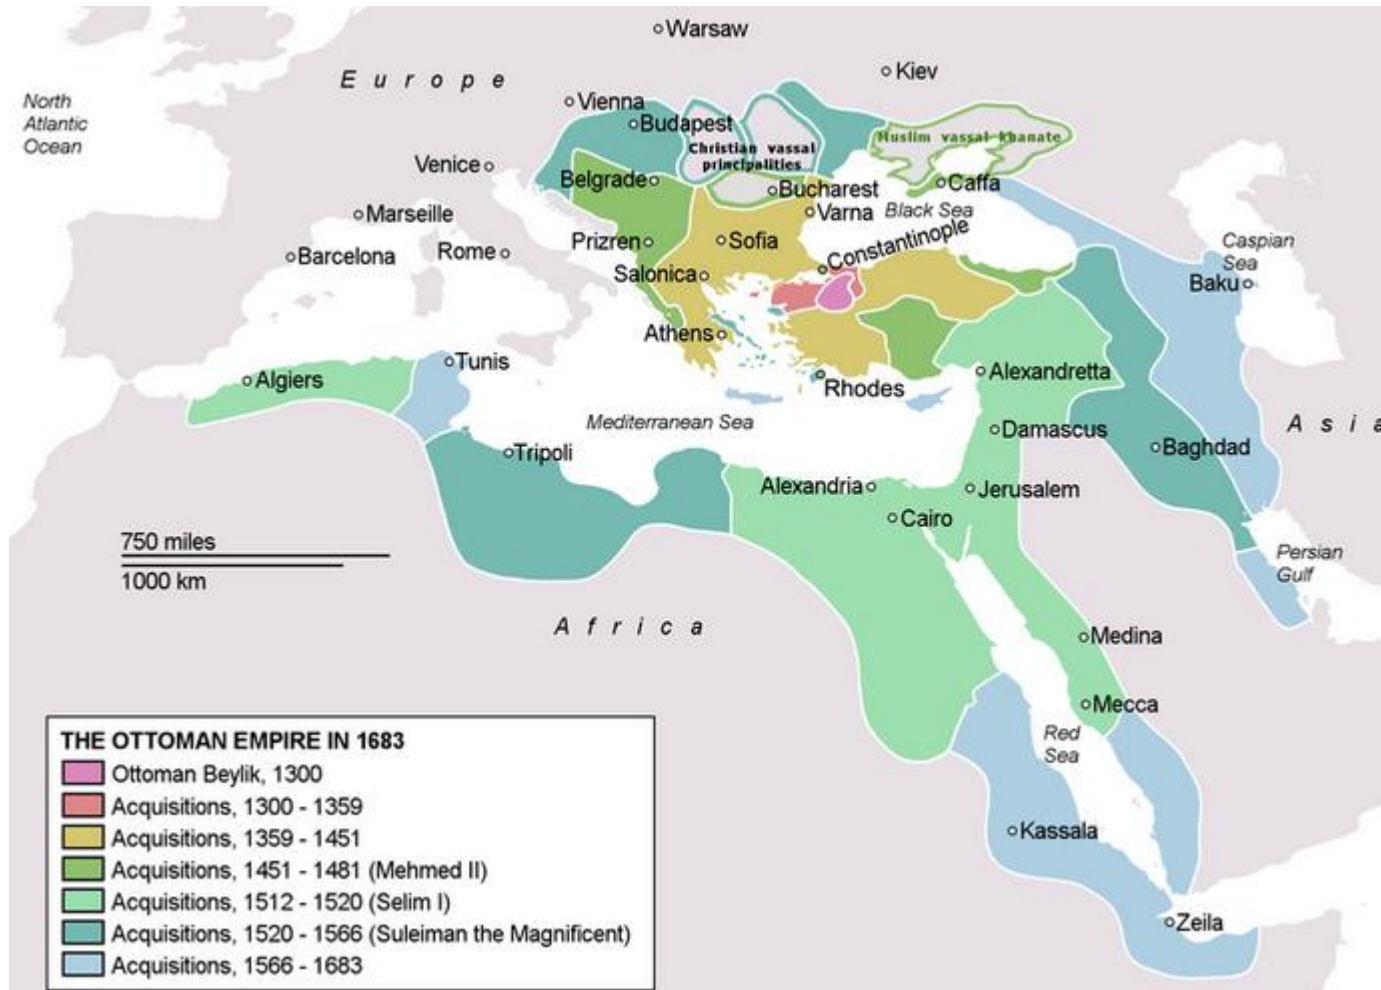 Warsaw
Kiev
E u r o p e
North
Atlantic
Ocean
Vienna
Budapest
Christian vassal
principalities
Muslim vassal khanate
Venice
Belgrade
Bucharest
Caffa
Marseille
Varna
Black Sea
Barcelona
Rome
Prizren
Sofia
Constantinople
Caspian
Sea
Salonica
Baku
Athens
Tunis
Algiers
Rhodes
Alexandretta
Mediterranean Sea
Damascus
A s i a
Tripoli
Baghdad
Alexandria
Jerusalem
Cairo
750 miles
1000 km
Persian
Gulf
A f r i c a
Medina
Mecca
Red
Sea
Kassala
Zeila
THE OTTOMAN EMPIRE IN 1683
Ottoman Beylik, 1300
Acquisitions, 1300 - 1359
Acquisitions, 1359 - 1451
Acquisitions, 1451 - 1481 (Mehmed II)
Acquisitions, 1512 - 1520 (Selim I)
Acquisitions, 1520 - 1566 (Suleiman the Magnificent)
Acquisitions, 1566 - 1683